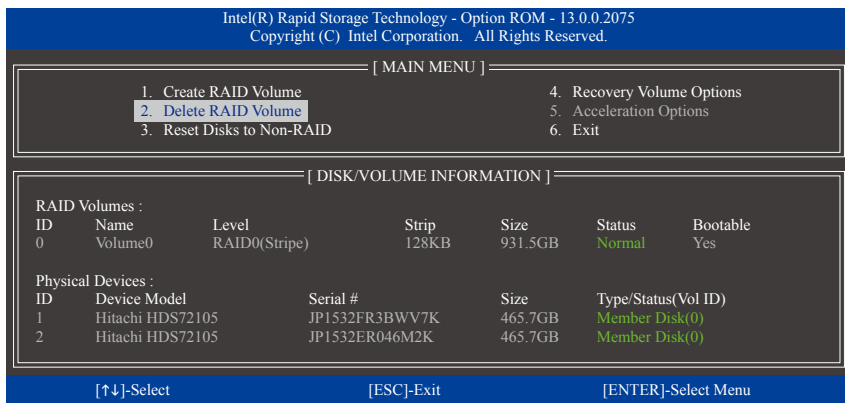 Intel(R) Rapid Storage Technology - Option ROM - 13.0.0.2075
Copyright (C) Intel Corporation. All Rights Reserved.
[ MAIN MENU ]
1. Create RAID Volume 4. Recovery Volume Options
2. Delete RAID Volume 5. Acceleration Options
3. Reset Disks to Non-RAID 6. Exit
[ DISK/VOLUME INFORMATION ]
RAID Volumes :
ID Name Level Strip Size Status Bootable
0 Volume0 RAID0(Stripe) 128KB 931.5GB Normal Yes
Physical Devices :
ID Device Model Serial # Size Type/Status(Vol ID)
1 Hitachi HDS72105 JP1532FR3BWV7K 465.7GB Member Disk(0)
2 Hitachi HDS72105 JP1532ER046M2K 465.7GB Member Disk(0)
[↑↓]-Select [ESC]-Exit [ENTER]-Select Menu